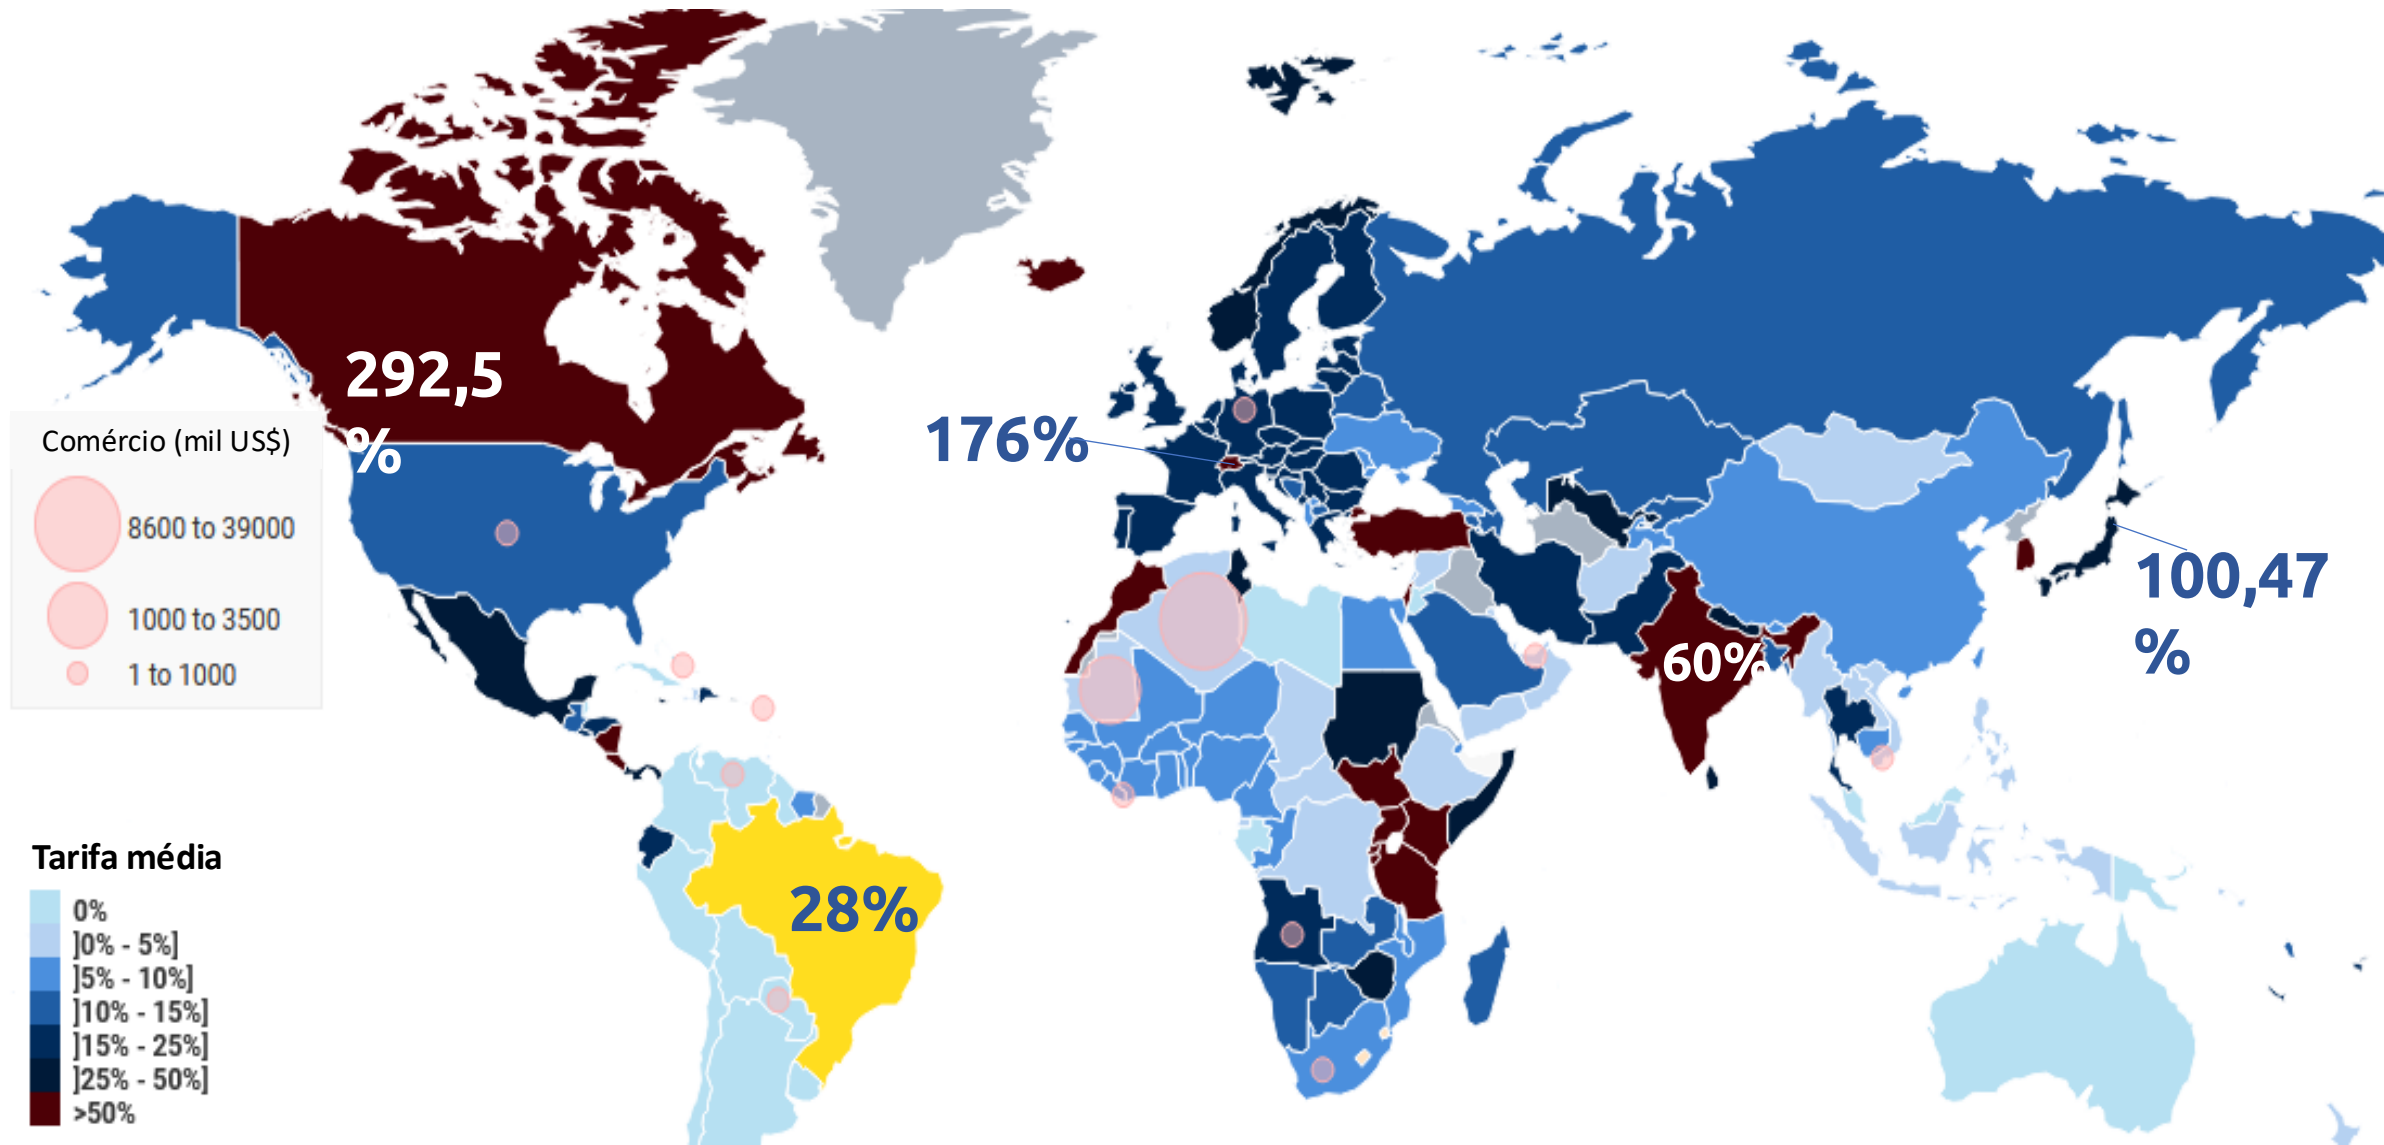 292,5
%
Comércio (mil US$)
8600 to 39000
1000 to 3500
1 to 1000
176%
100,47
%
60%
28%
Tarifa média
0%
]0% - 5%]
]5% - 10%]
]10% - 15%]
]15% - 25%]
]25% - 50%]
>50%